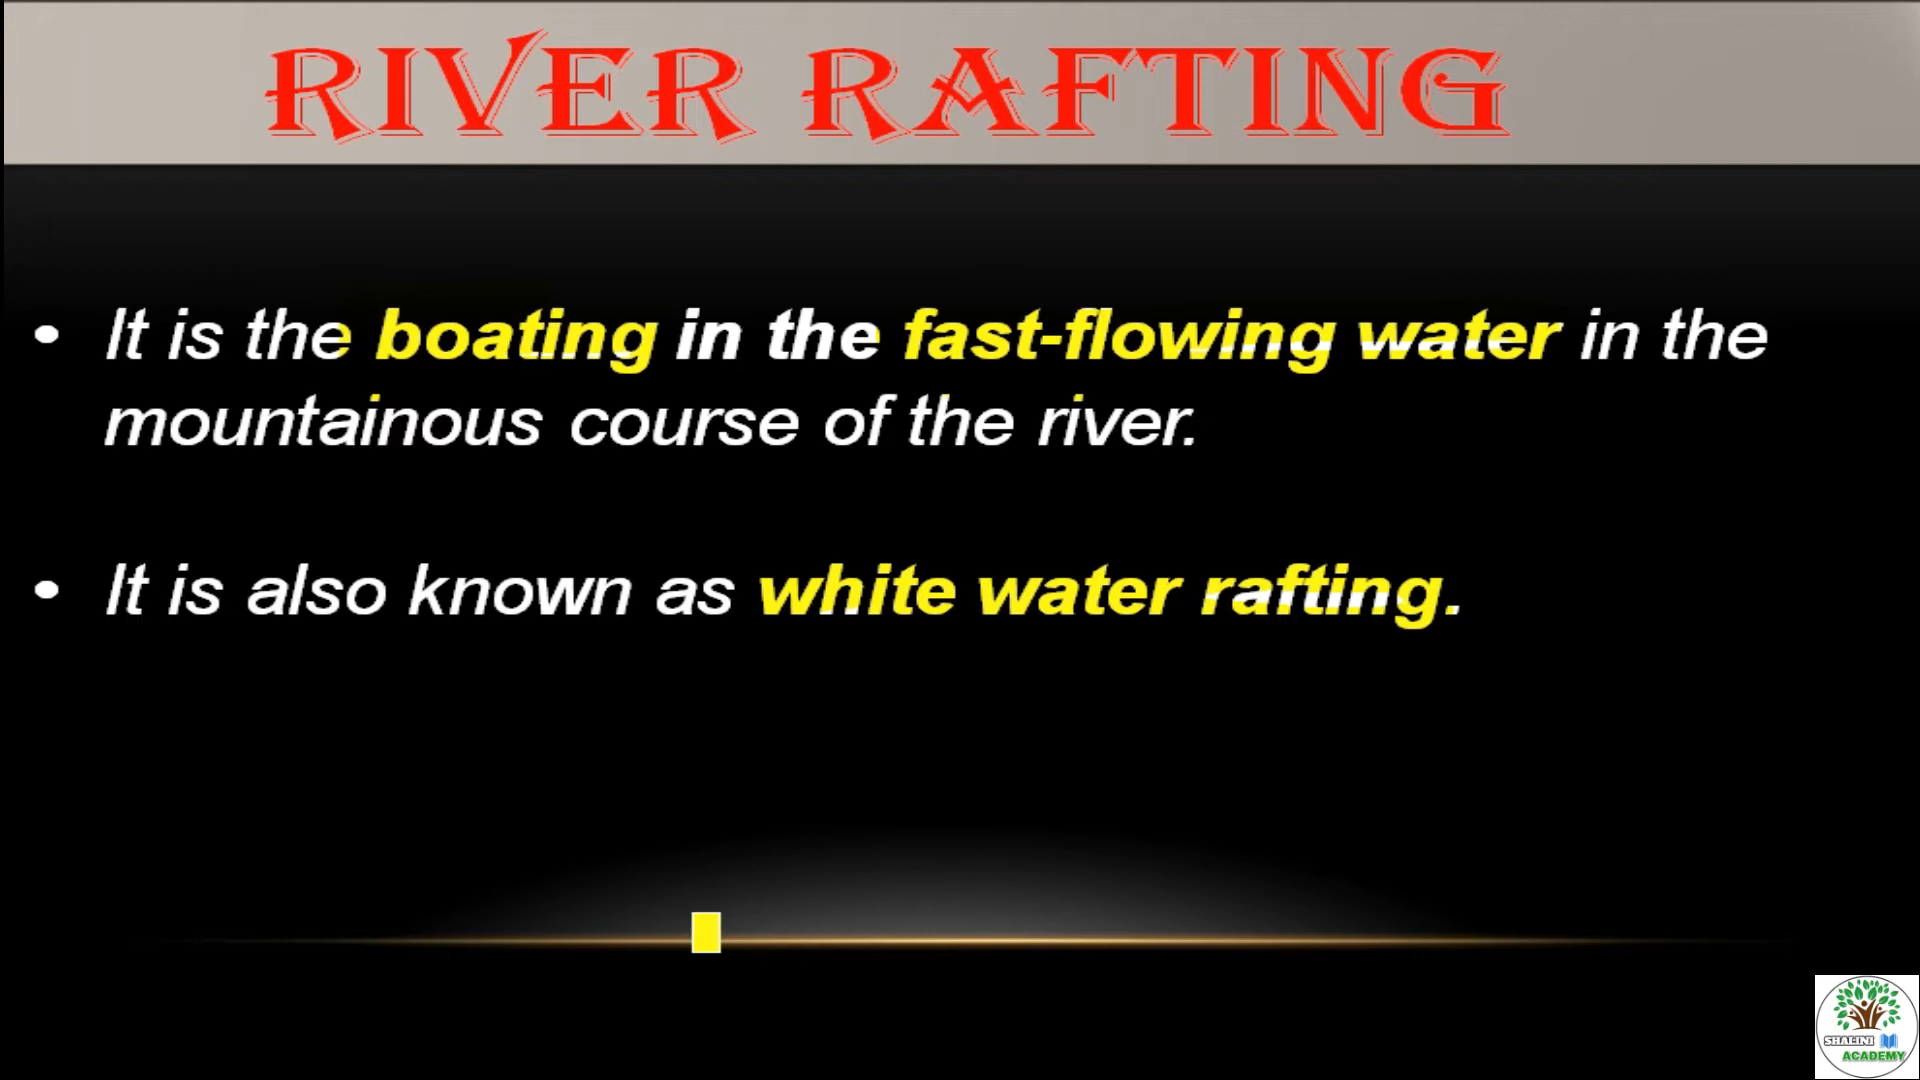 RIVER RAFTING
• It is the boating in the fast-flowing water in the
mountainous course of the river.
• It is also known as white water rafting.
SHALINI
ACADEMY